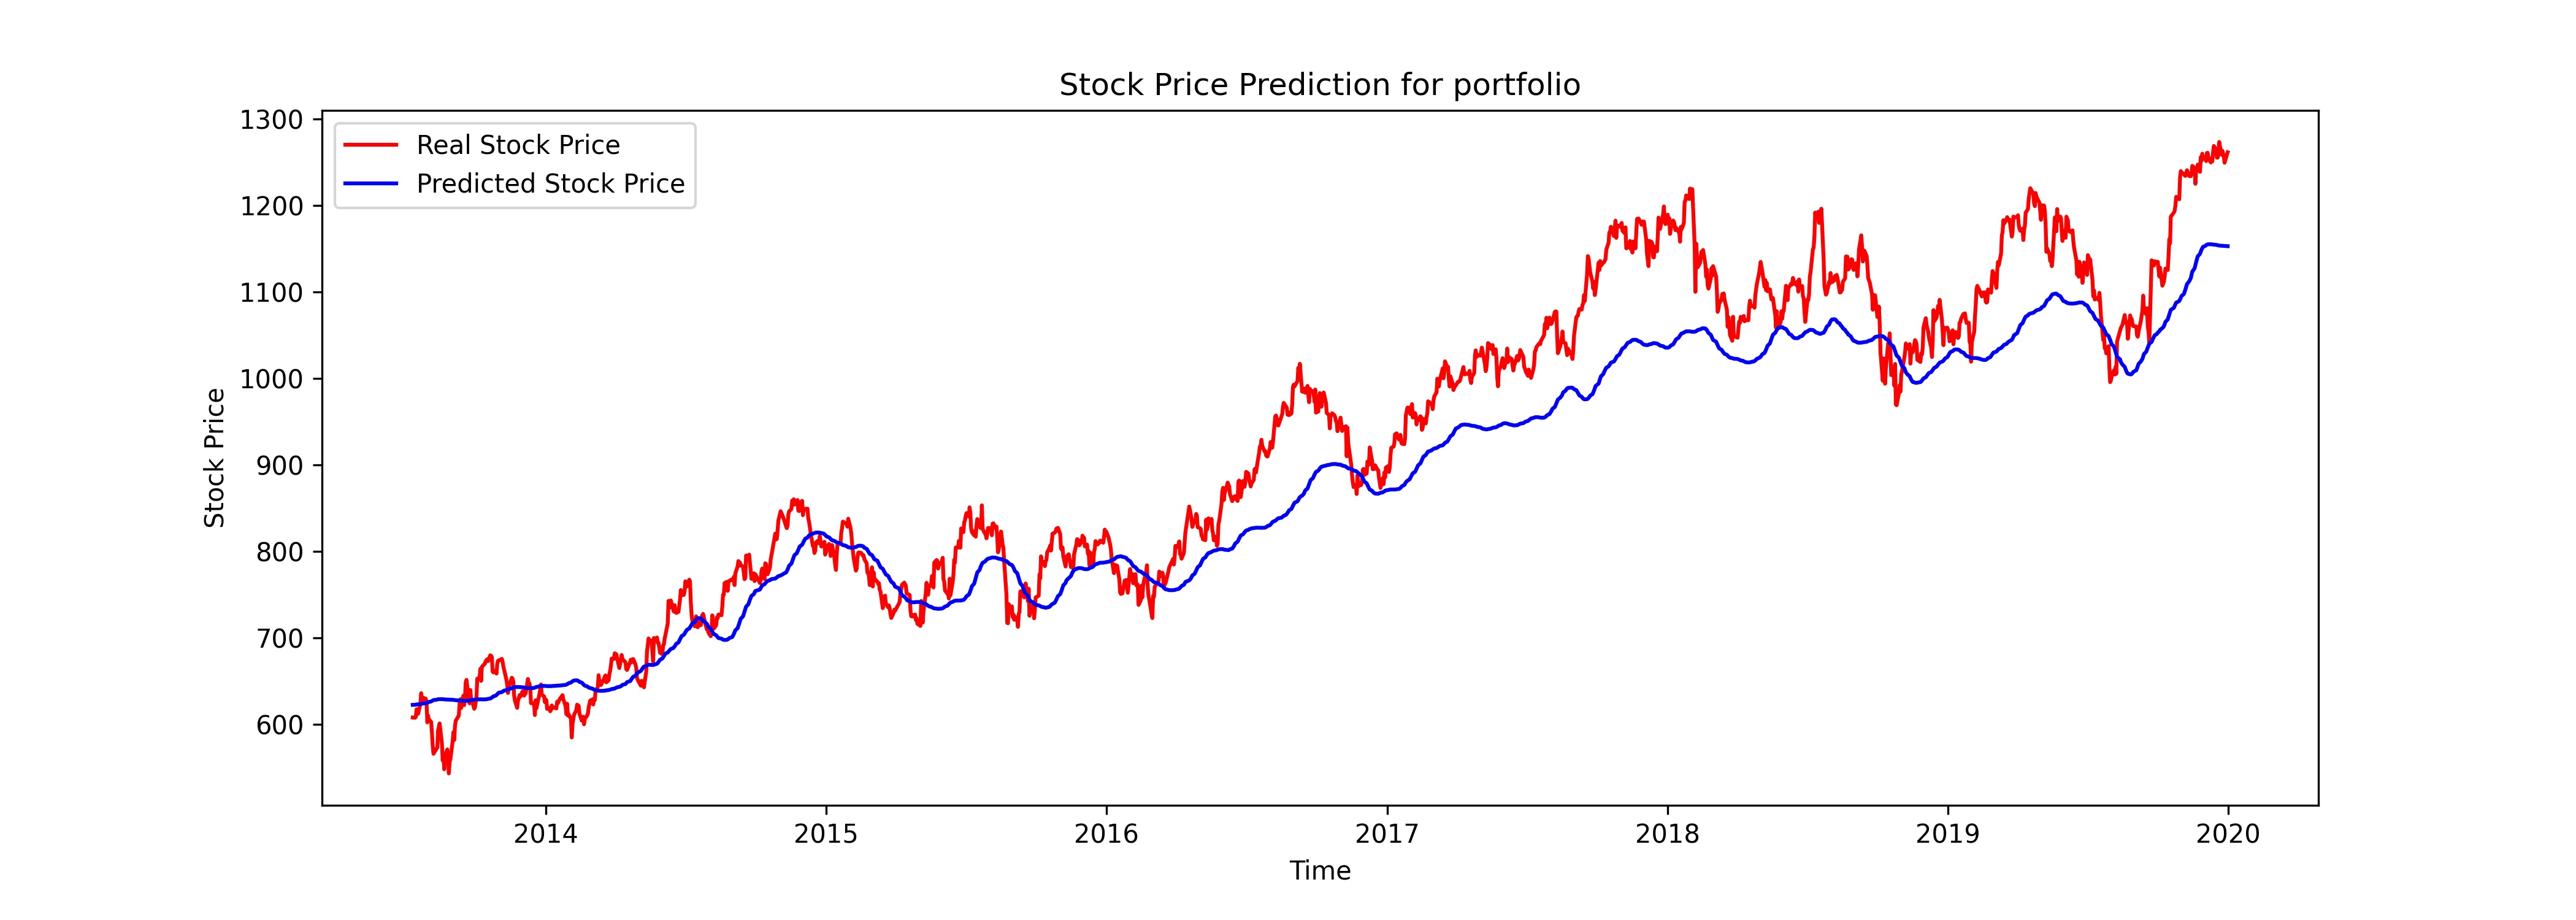 Stock Price Prediction for portfolio
Real Stock Price
Predicted Stock Price
Stock Price
1300
1200
1100
1000
900
800
700
600
2014 2015 2016 2017 2018 2019 2020
Time